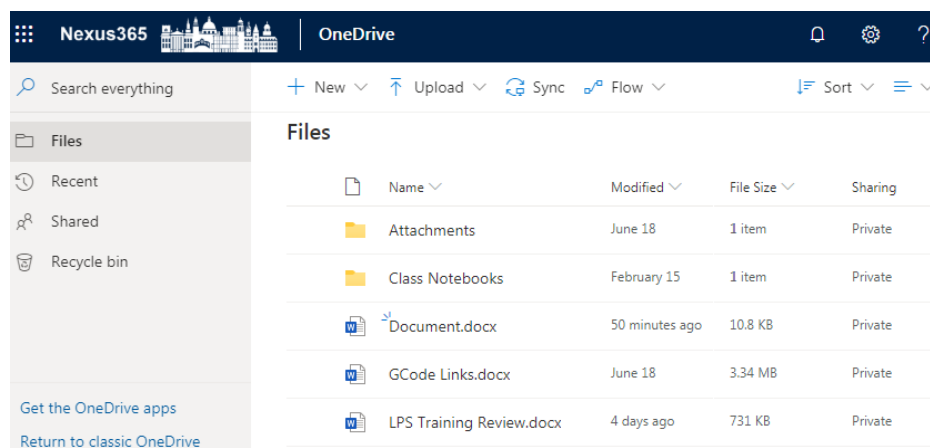 Nexus365 OneDrive ?
Search everything
New Upload Sync Flow Sort
Files
Files
Recent
Shared
Recycle bin
Name Modified File Size Sharing
Attachments June 18 1 item Private
Class Notebooks February 15 1 item Private
Document.docx 50 minutes ago 10.8 KB Private
GCode Links.docx June 18 3.34 MB Private
LPS Training Review.docx 4 days ago 731 KB Private
Get the OneDrive apps
Return to classic OneDrive